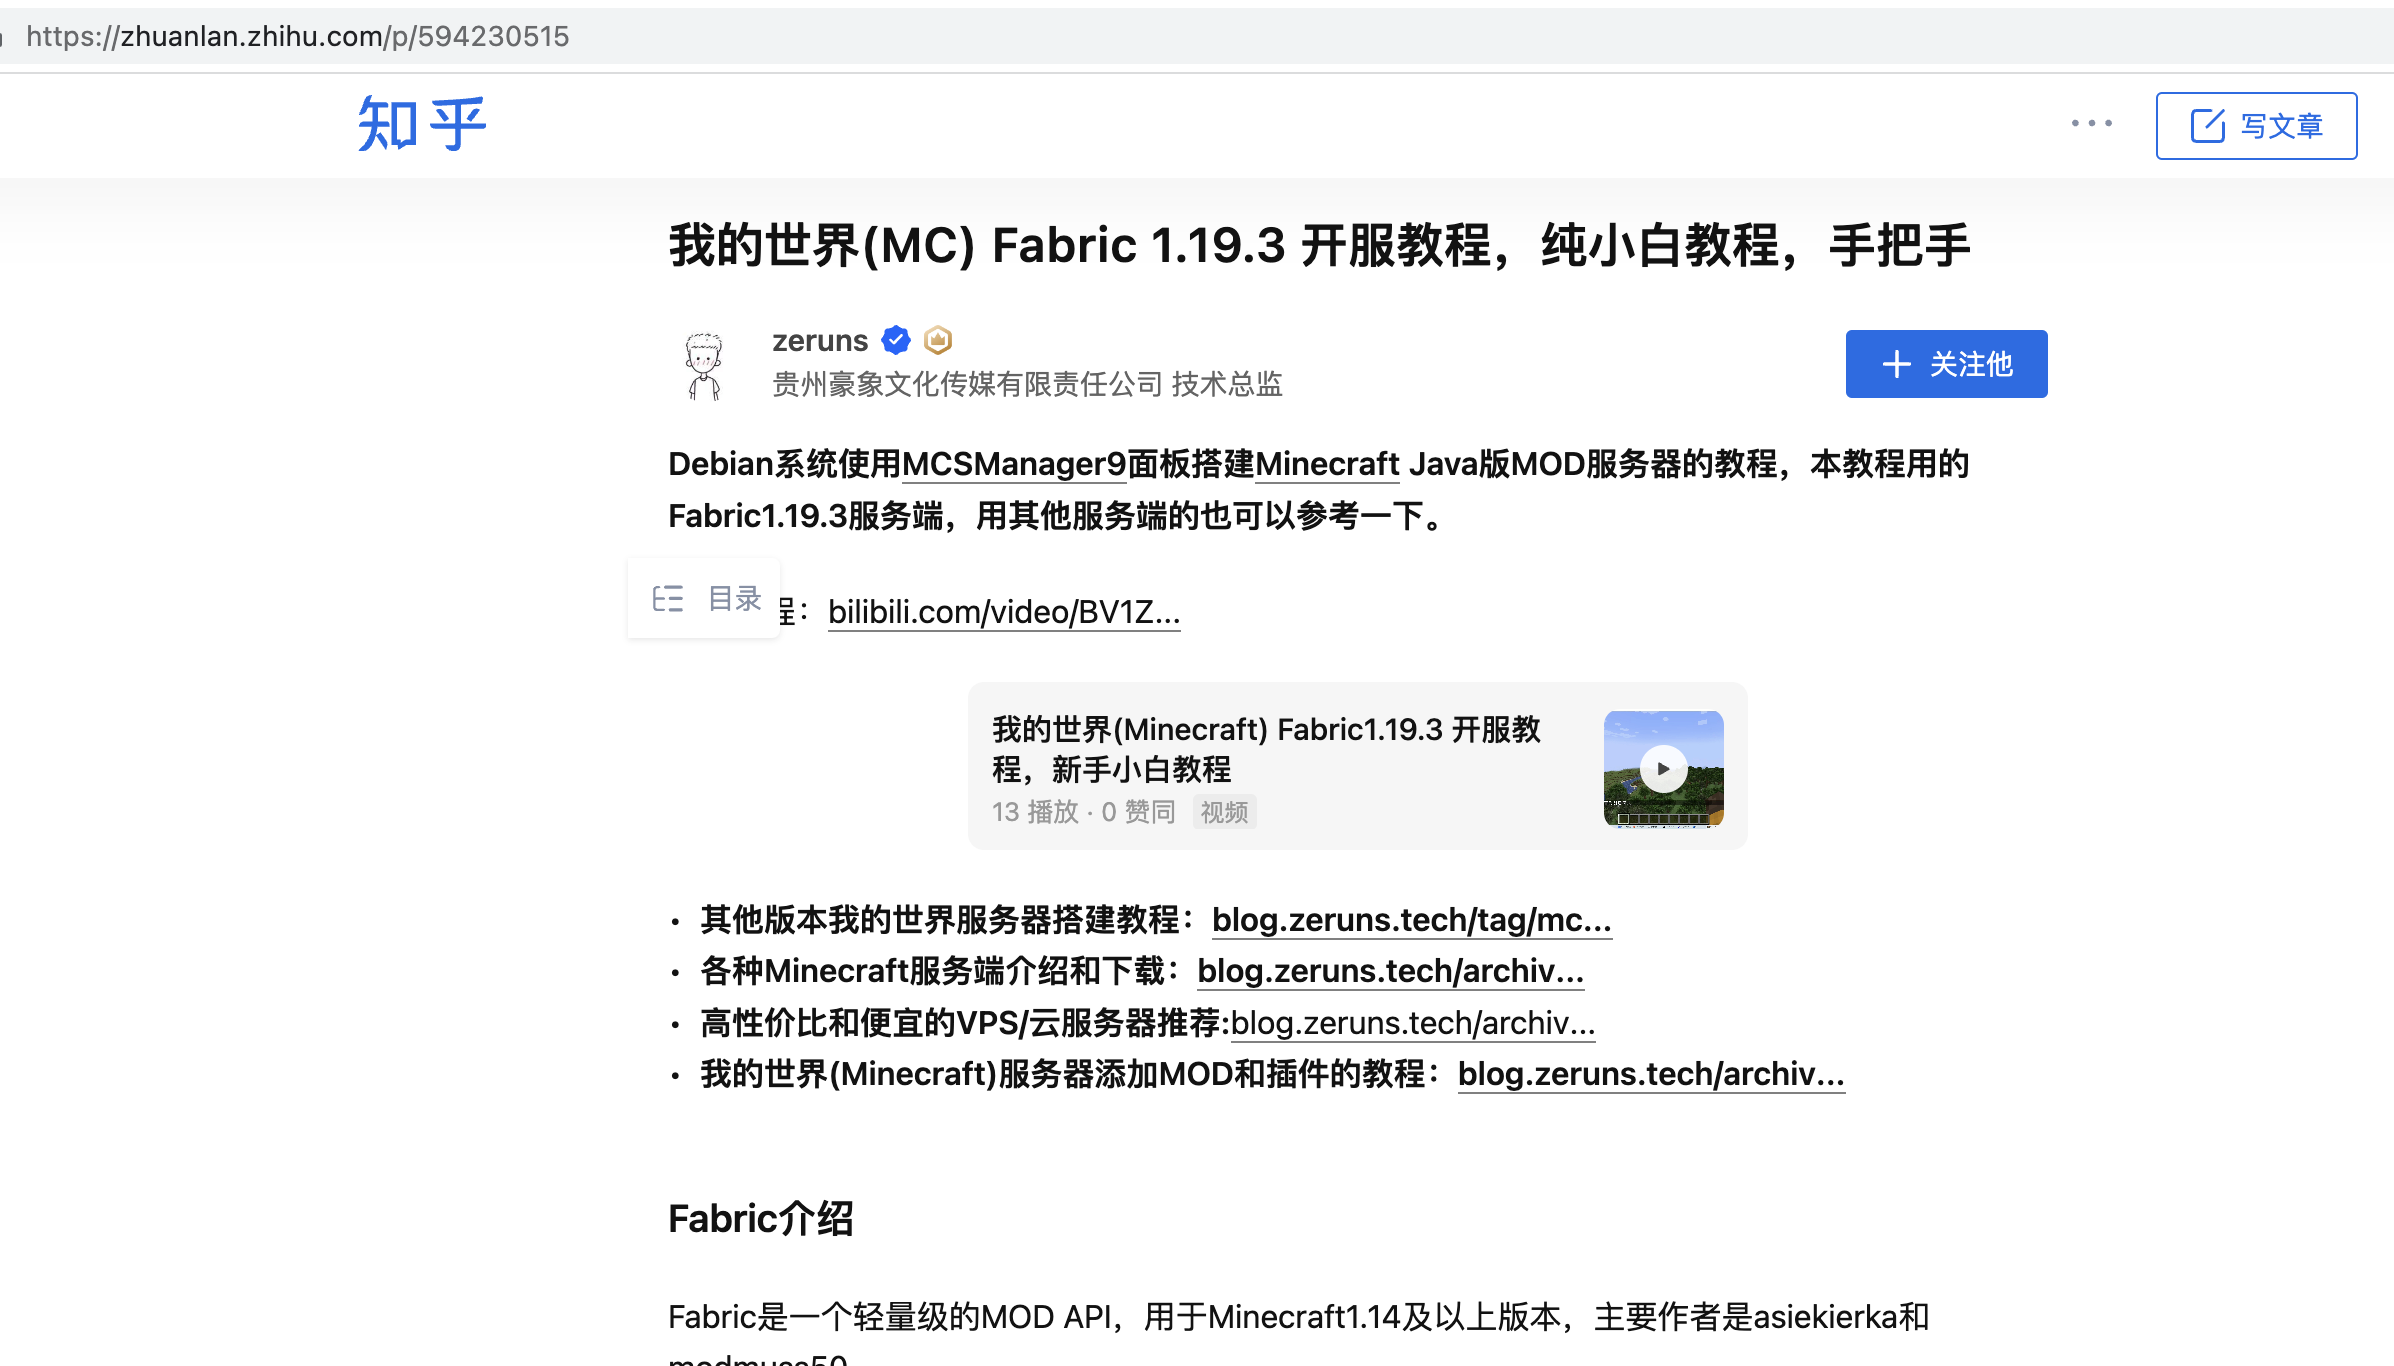 https://zhuanlan.zhihu.com/p/594230515
知乎
写文章
我的世界(MC) Fabric 1.19.3 开服教程，纯小白教程，手把手
zeruns
贵州豪象文化传媒有限责任公司 技术总监
关注他
Debian系统使用MCSManager9面板搭建Minecraft Java版MOD服务器的教程，本教程用的
Fabric1.19.3服务端，用其他服务端的也可以参考一下。
目录
程：bilibili.com/video/BV1Z...
我的世界(Minecraft) Fabric1.19.3 开服教
程，新手小白教程
13 播放 · 0 赞同 视频
• 其他版本我的世界服务器搭建教程：blog.zeruns.tech/tag/mc...
• 各种Minecraft服务端介绍和下载：blog.zeruns.tech/archiv...
• 高性价比和便宜的VPS/云服务器推荐:blog.zeruns.tech/archiv...
• 我的世界(Minecraft)服务器添加MOD和插件的教程：blog.zeruns.tech/archiv...
Fabric介绍
Fabric是一个轻量级的MOD API，用于Minecraft1.14及以上版本，主要作者是asiekierka和